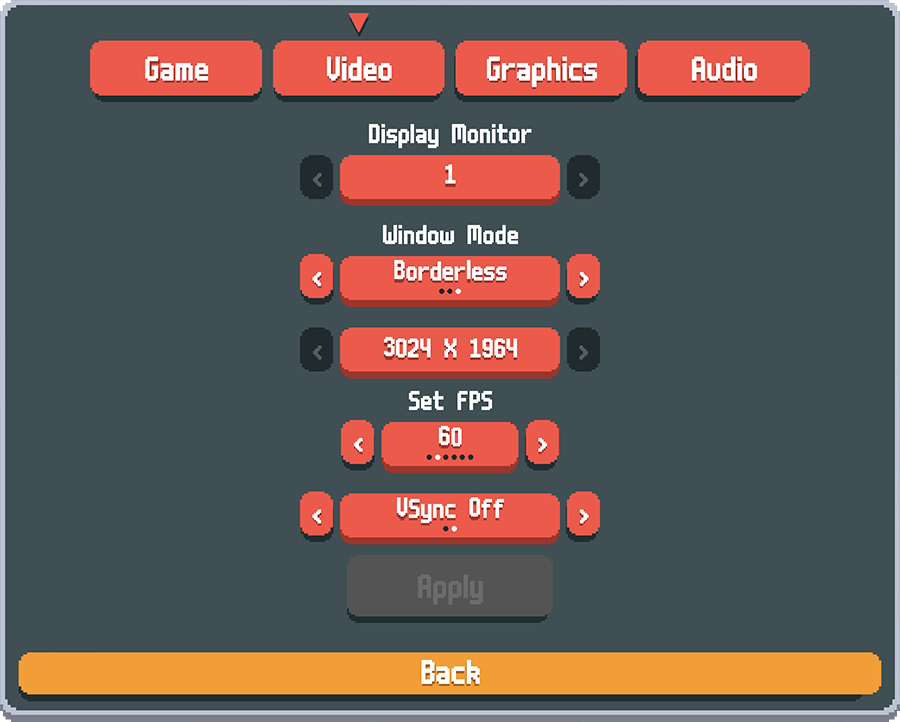 Game Video Graphics Audio
Display Monitor
< 1 >
Window Mode
< Borderless >
< 3024 X 1964 >
Set FPS
< 60 >
< VSync Off >
Apply
Back